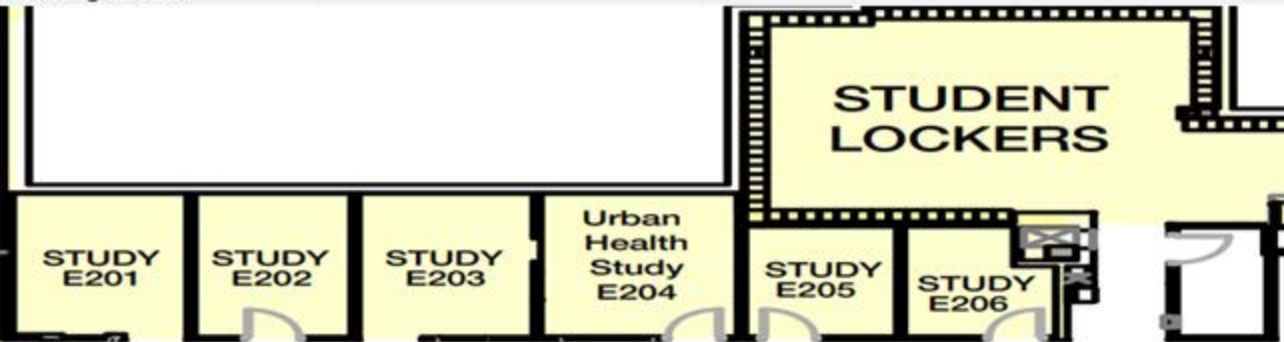 STUDENT
LOCKERS
STUDY
E201
STUDY
E202
STUDY
E203
Urban
Health
Study
E204
STUDY
E205
STUDY
E206